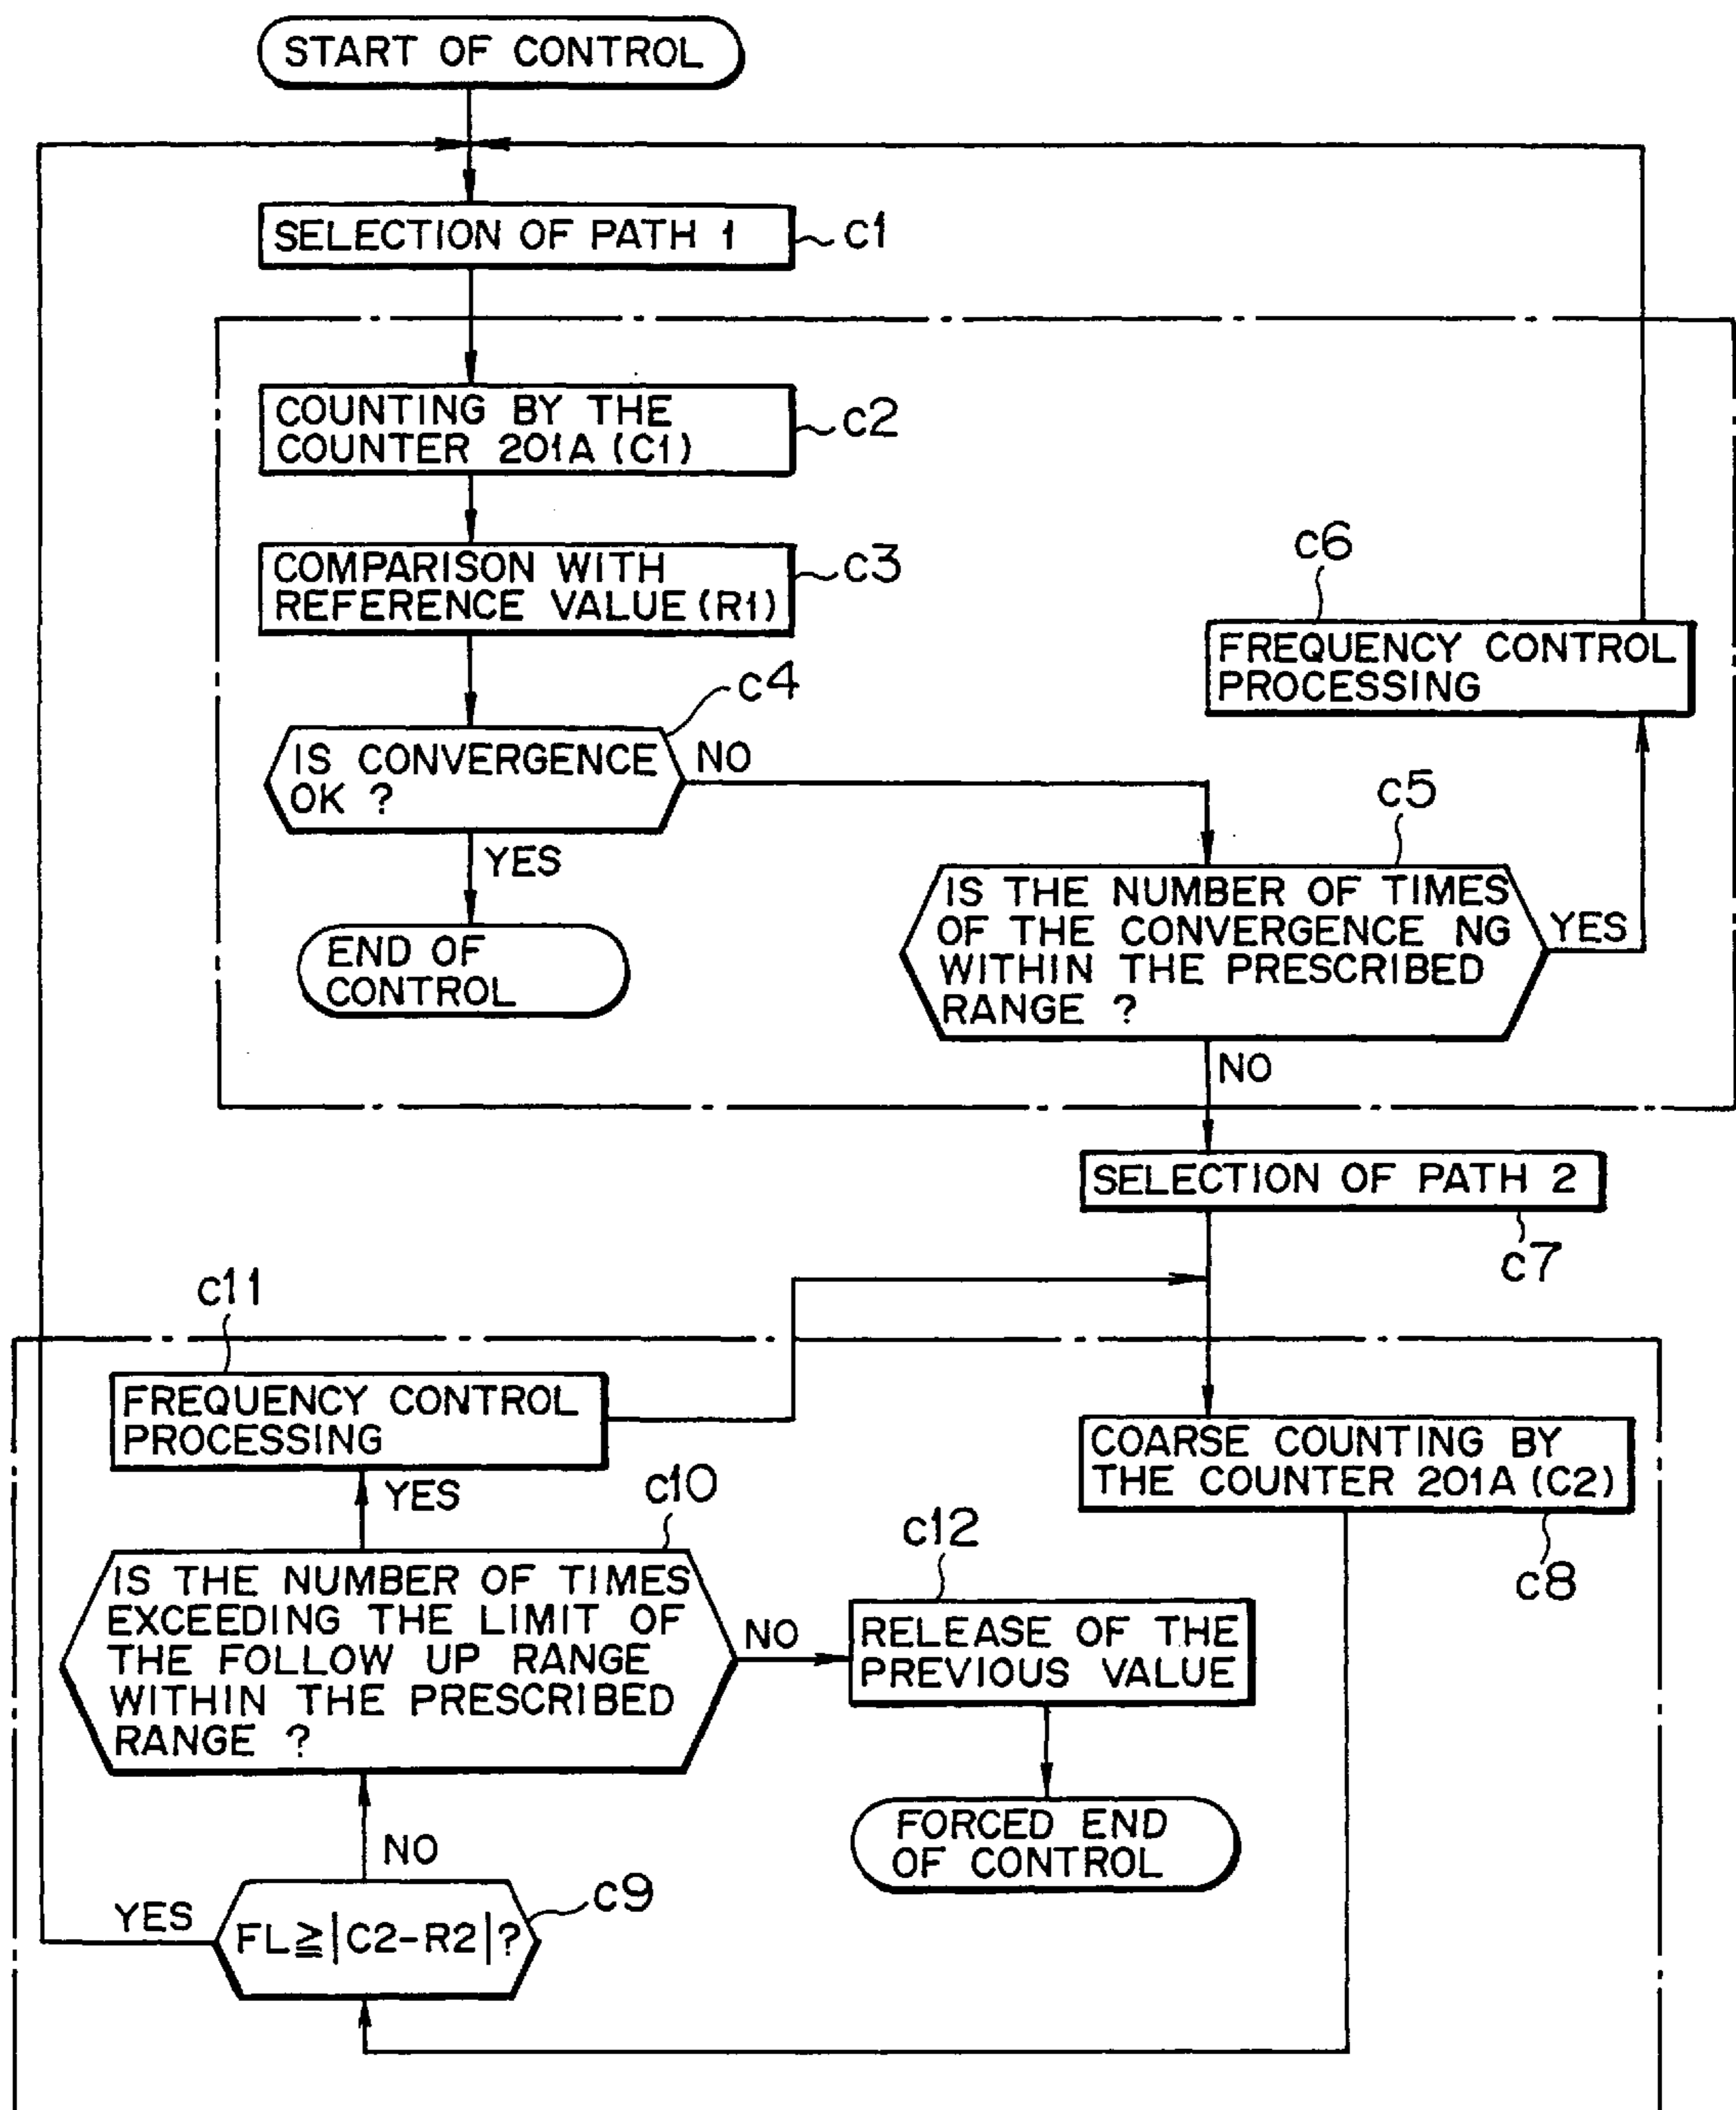 START OF CONTROL
SELECTION OF PATH 1
c1
COUNTING BY THE
COUNTER 201A (C1)
c2
COMPARISON WITH
REFERENCE VALUE (R1)
c3
c4
IS CONVERGENCE
OK ?
NO
YES
END OF
CONTROL
c6
FREQUENCY CONTROL
PROCESSING
c5
IS THE NUMBER OF TIMES
OF THE CONVERGENCE NG
WITHIN THE PRESCRIBED
RANGE ?
YES
NO
SELECTION OF PATH 2
c7
c11
FREQUENCY CONTROL
PROCESSING
COARSE COUNTING BY
THE COUNTER 201A (C2)
c8
YES
c10
IS THE NUMBER OF TIMES
EXCEEDING THE LIMIT OF
THE FOLLOW UP RANGE
WITHIN THE PRESCRIBED
RANGE ?
NO
c12
RELEASE OF THE
PREVIOUS VALUE
FORCED END
OF CONTROL
NO
c9
YES
FL≧|C2-R2|?